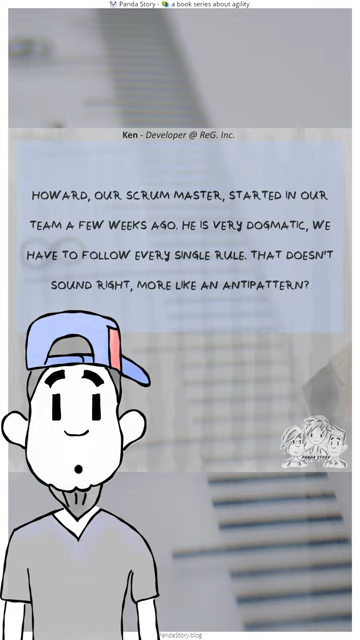 🐼 Panda Story - 📚 a book series about agility
Ken - Developer @ ReG. Inc.
HOWARD, OUR SCRUM MASTER, STARTED IN OUR
TEAM A FEW WEEKS AGO. HE IS VERY DOGMATIC, WE
HAVE TO FOLLOW EVERY SINGLE RULE. THAT DOESN'T
SOUND RIGHT, MORE LIKE AN ANTIPATTERN?
PANDA STORY
PandaStory.blog